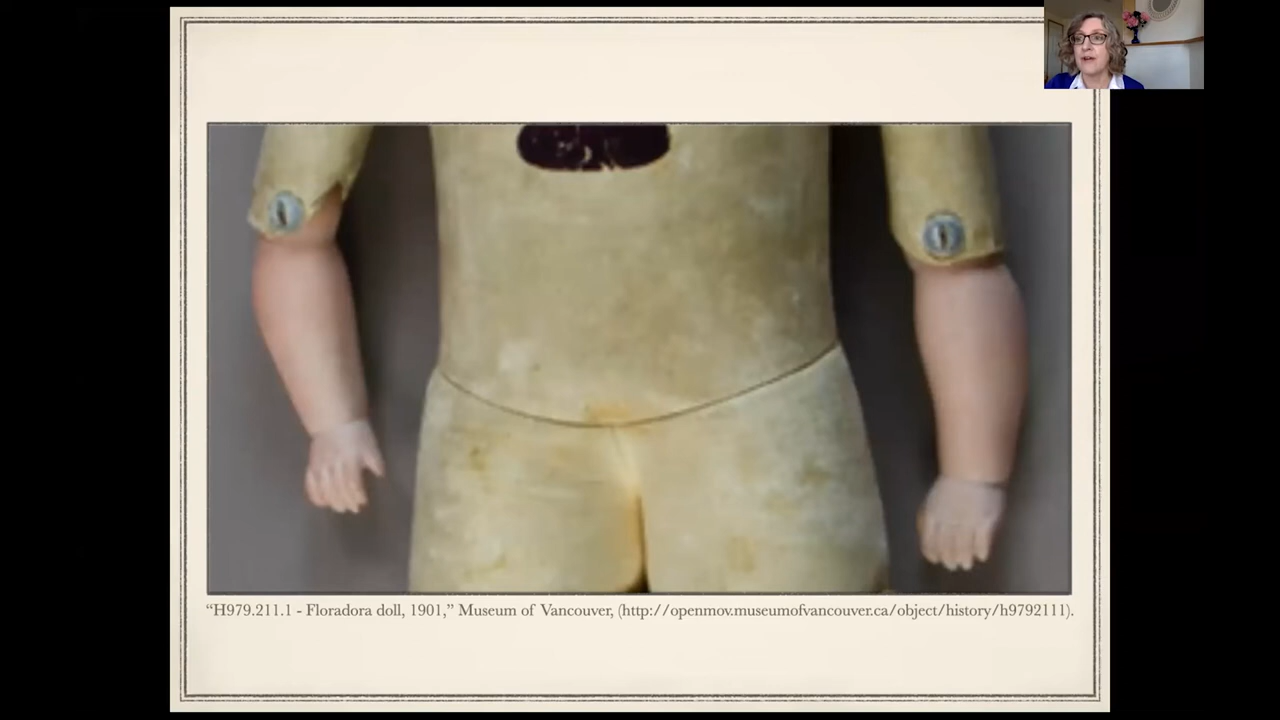 “H979.211.1 - Floradora doll, 1901,” Museum of Vancouver, (http://openmov.museumofvancouver.ca/object/history/h9792111).